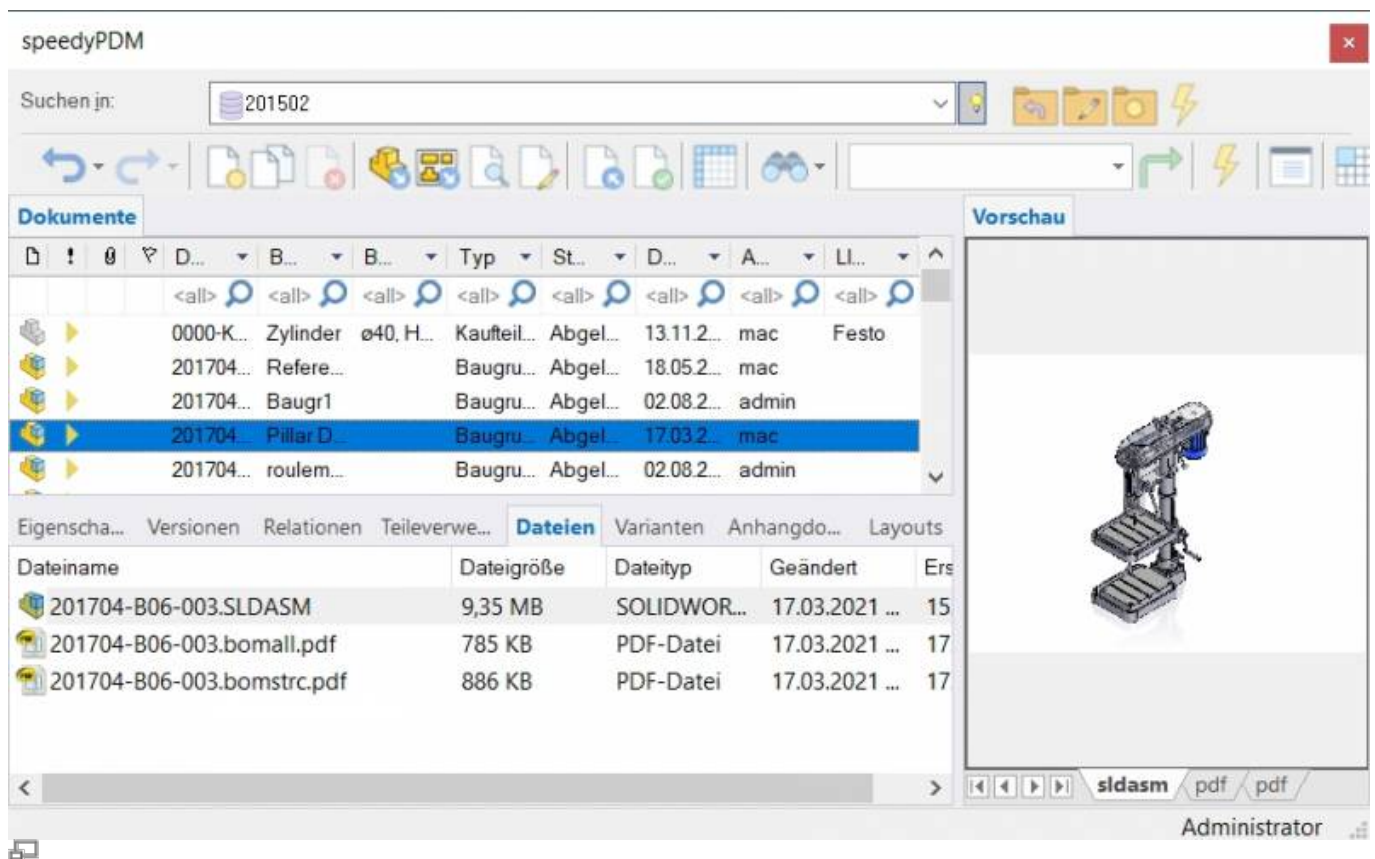 speedyPDM
Suchen in: 201502
Dokumente
D... B... B... Typ St... D... A... LI...
<all> <all> <all> <all> <all> <all> <all> <all>
0000-K... Zylinder ø40, H... Kaufteil... Abgel... 13.11.2... mac Festo
201704... Refere... Baugru... Abgel... 18.05.2... mac
201704... Baugr1 Baugru... Abgel... 02.08.2... admin
201704... Pillar D... Baugru... Abgel... 17.03.2... mac
201704... roulem... Baugru... Abgel... 02.08.2... admin
Eigenscha... Versionen Relationen Teileverwe... Dateien Varianten Anhangdo... Layouts
Dateiname Dateigröße Dateityp Geändert Ers
201704-B06-003.SLDASM 9,35 MB SOLIDWOR... 17.03.2021 ... 15
201704-B06-003.bomall.pdf 785 KB PDF-Datei 17.03.2021 ... 17
201704-B06-003.bomstrc.pdf 886 KB PDF-Datei 17.03.2021 ... 17
Vorschau
sldasm pdf pdf
Administrator